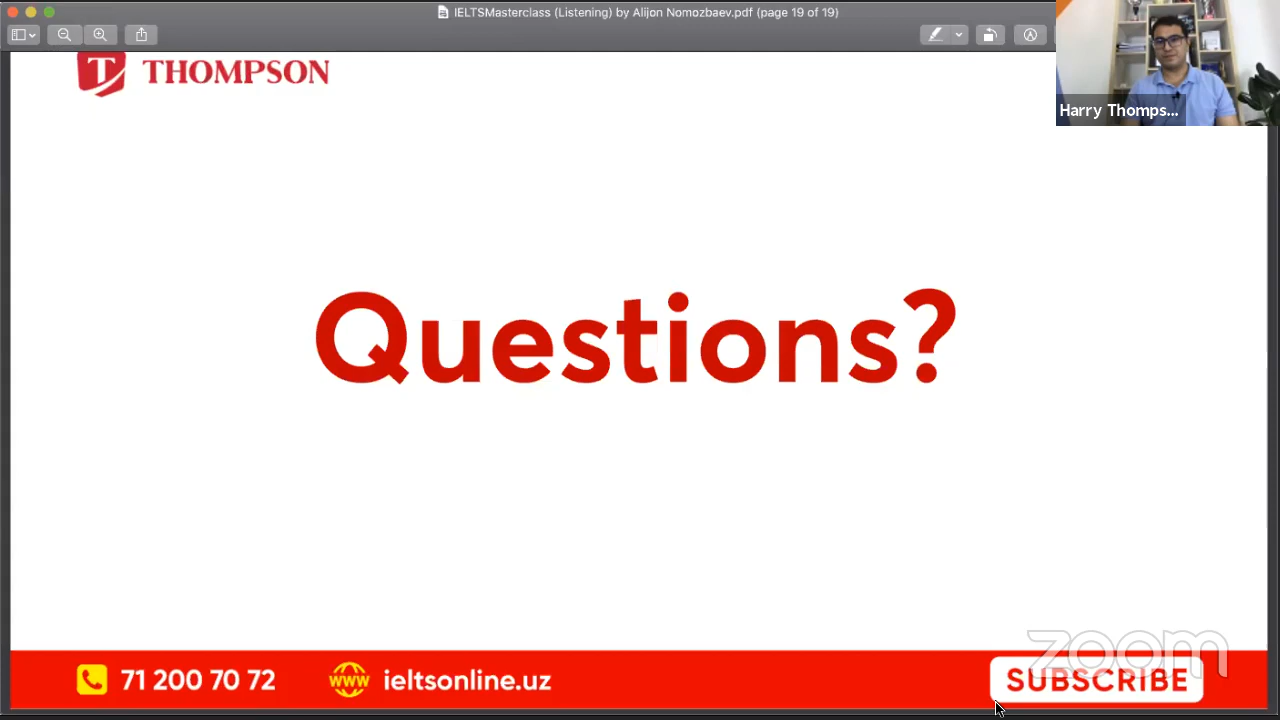 IELTSMasterclass (Listening) by Alijon Nomozbaev.pdf (page 19 of 19)
THOMPSON
Harry Thomps...
Questions?
71 200 70 72
www
ieltsonline.uz
zoom
SUBSCRIBE